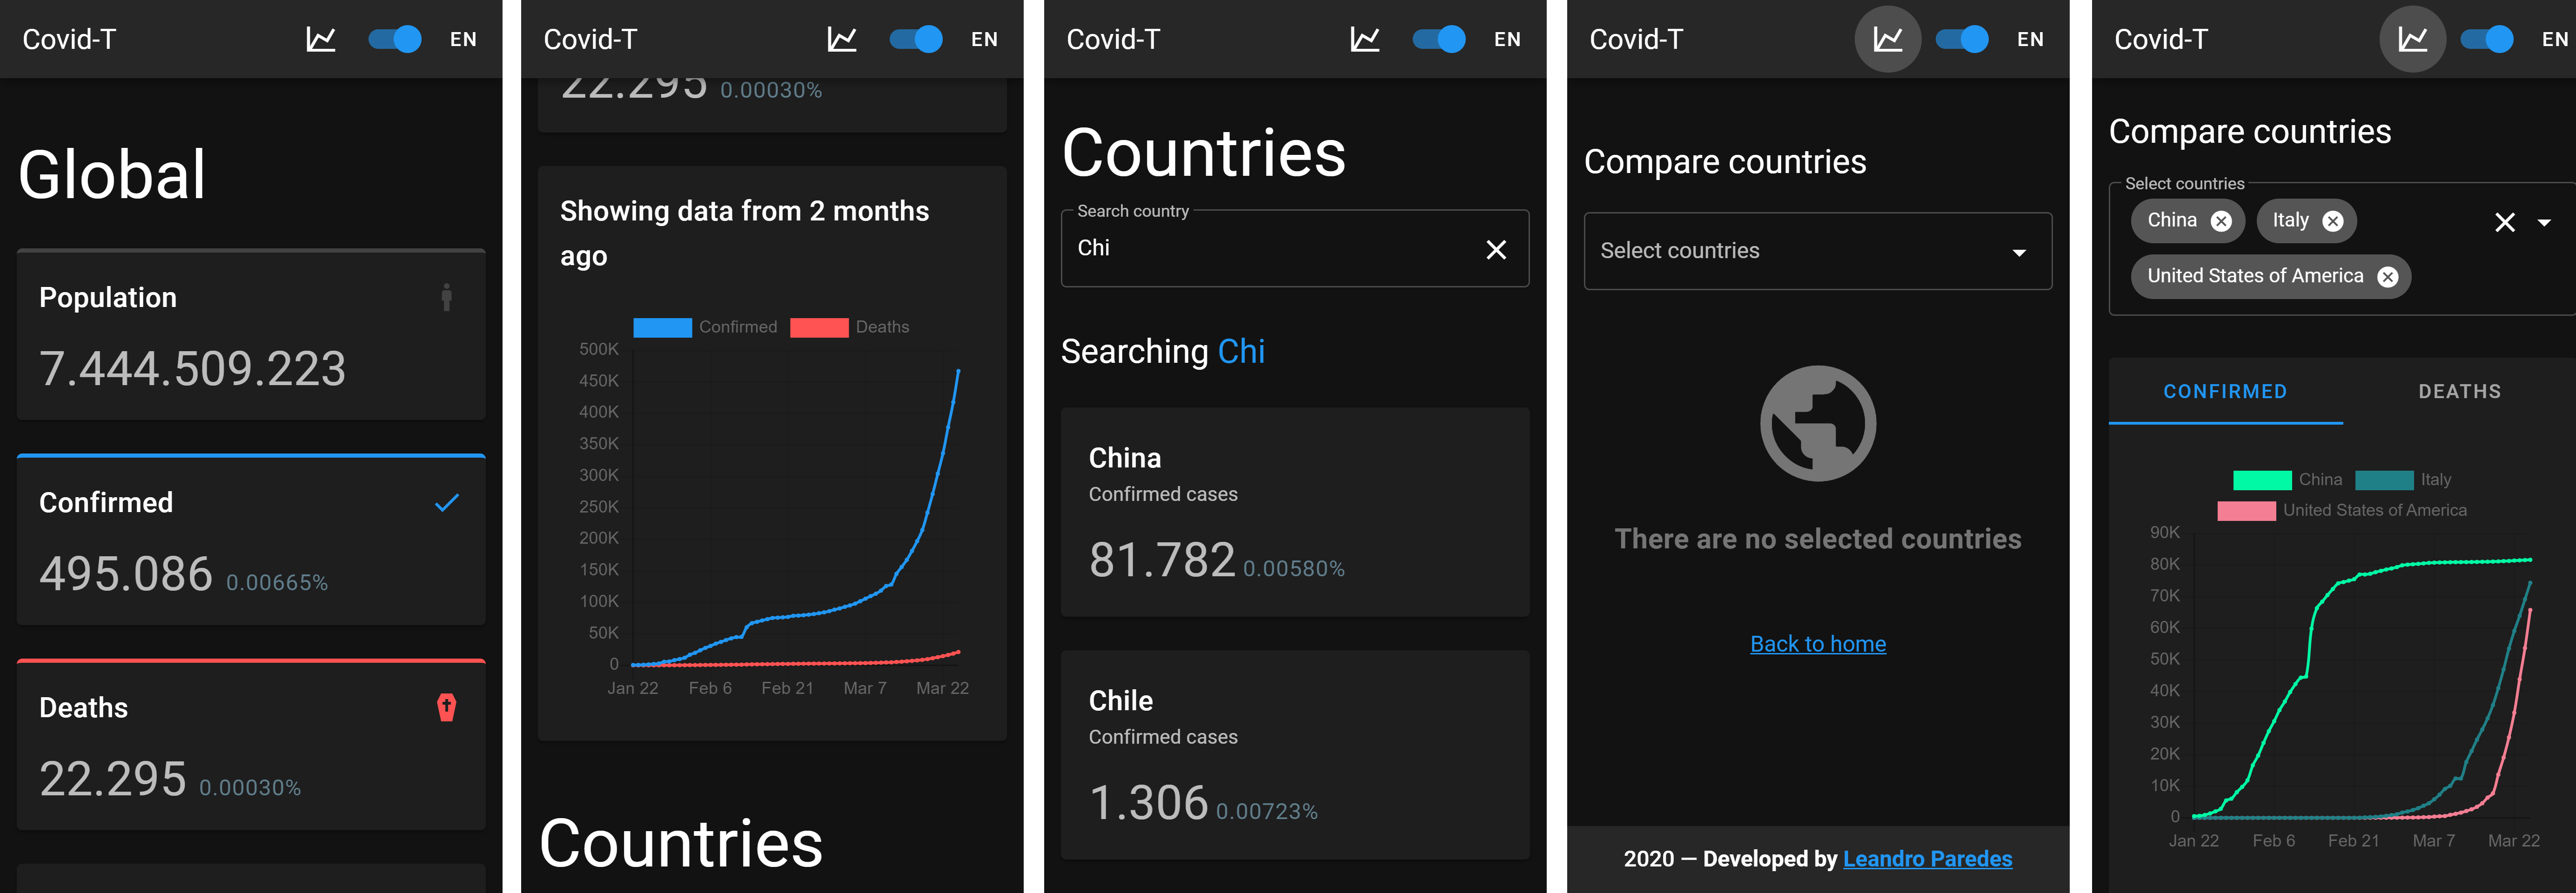 Covid-T
EN
Global
Population
7.444.509.223
Confirmed
495.086 0.00665%
Deaths
22.295 0.00030%
Covid-T
EN
22.295 0.00030%
Showing data from 2 months
ago
Confirmed Deaths
500K
450K
400K
350K
300K
250K
200K
150K
100K
50K
0
Jan 22 Feb 6 Feb 21 Mar 7 Mar 22
Countries
Covid-T
EN
Countries
Search country
Chi
Searching Chi
China
Confirmed cases
81.782 0.00580%
Chile
Confirmed cases
1.306 0.00723%
Covid-T
EN
Compare countries
Select countries
There are no selected countries
Back to home
2020 — Developed by Leandro Paredes
Covid-T
EN
Compare countries
Select countries
China Italy
United States of America
CONFIRMED DEATHS
China Italy
United States of America
90K
80K
70K
60K
50K
40K
30K
20K
10K
0
Jan 22 Feb 6 Feb 21 Mar 7 Mar 22